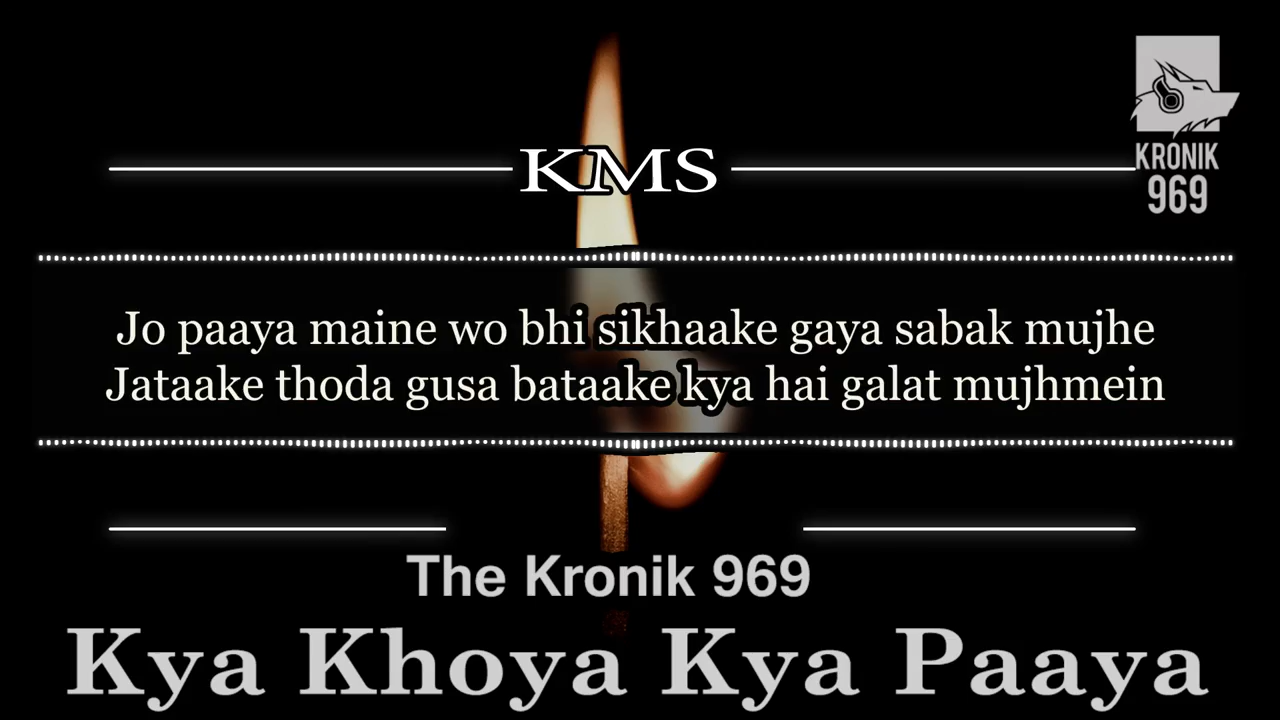 KMS
KRONIK
969
Jo paaya maine wo bhi sikhaake gaya sabak mujhe
Jataake thoda gusa bataake kya hai galat mujhmein
The Kronik 969
Kya Khoya Kya Paaya